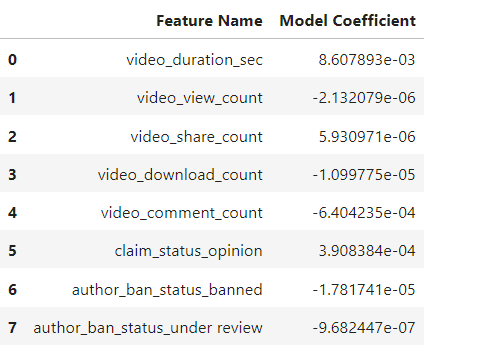 Feature Name Model Coefficient
0 video_duration_sec 8.607893e-03
1 video_view_count -2.132079e-06
2 video_share_count 5.930971e-06
3 video_download_count -1.099775e-05
4 video_comment_count -6.404235e-04
5 claim_status_opinion 3.908384e-04
6 author_ban_status_banned -1.781741e-05
7 author_ban_status_under review -9.682447e-07